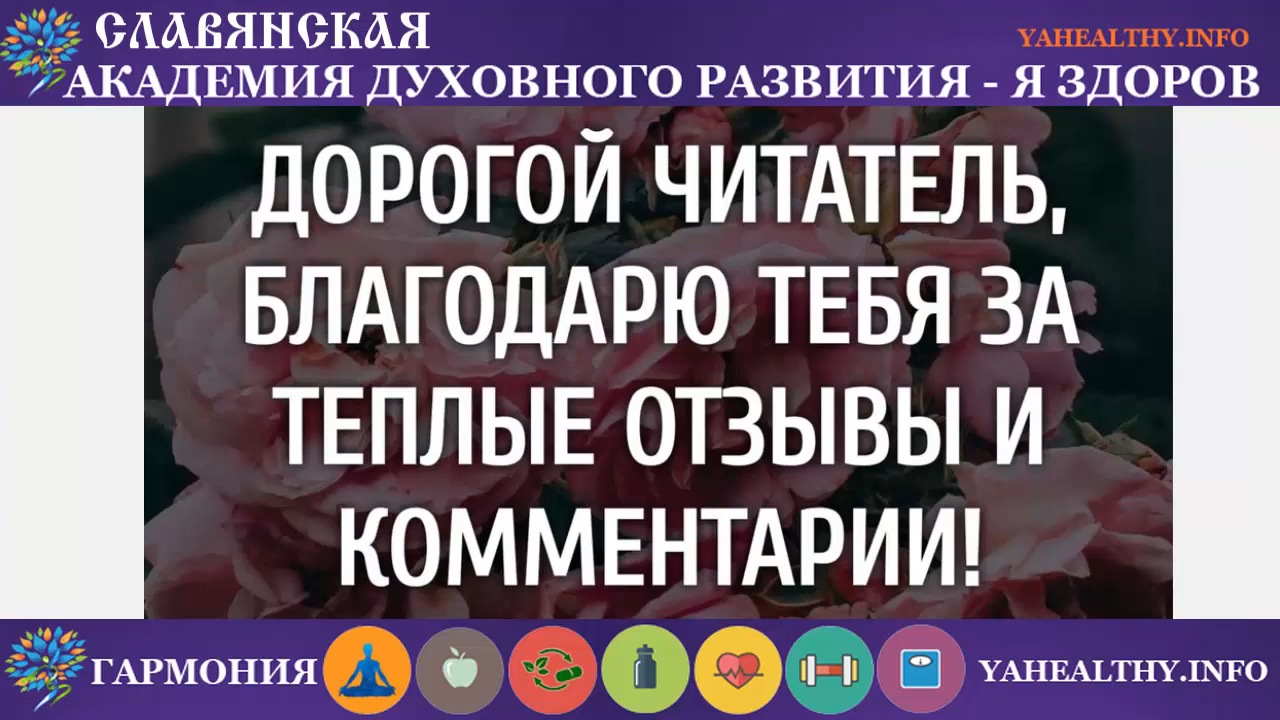 СЛАВЯНСКАЯ
YAHEALTHY.INFO
АКАДЕМИЯ ДУХОВНОГО РАЗВИТИЯ - Я ЗДОРОВ
ДОРОГОЙ ЧИТАТЕЛЬ,
БЛАГОДАРЮ ТЕБЯ ЗА
ТЕПЛЫЕ ОТЗЫВЫ И
КОММЕНТАРИИ!
ГАРМОНИЯ
YAHEALTHY.INFO